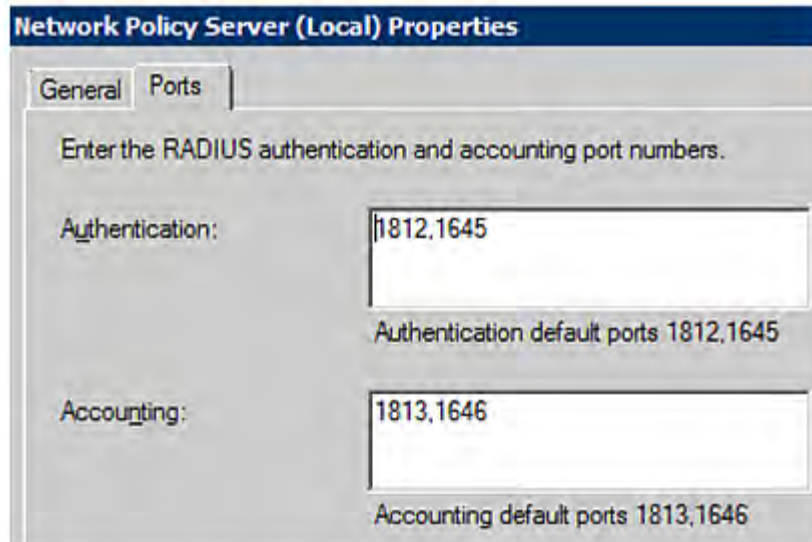 Network Policy Server (Local) Properties
General Ports
Enter the RADIUS authentication and accounting port numbers.
Authentication: 1812,1645
Authentication default ports 1812,1645
Accounting: 1813,1646
Accounting default ports 1813,1646